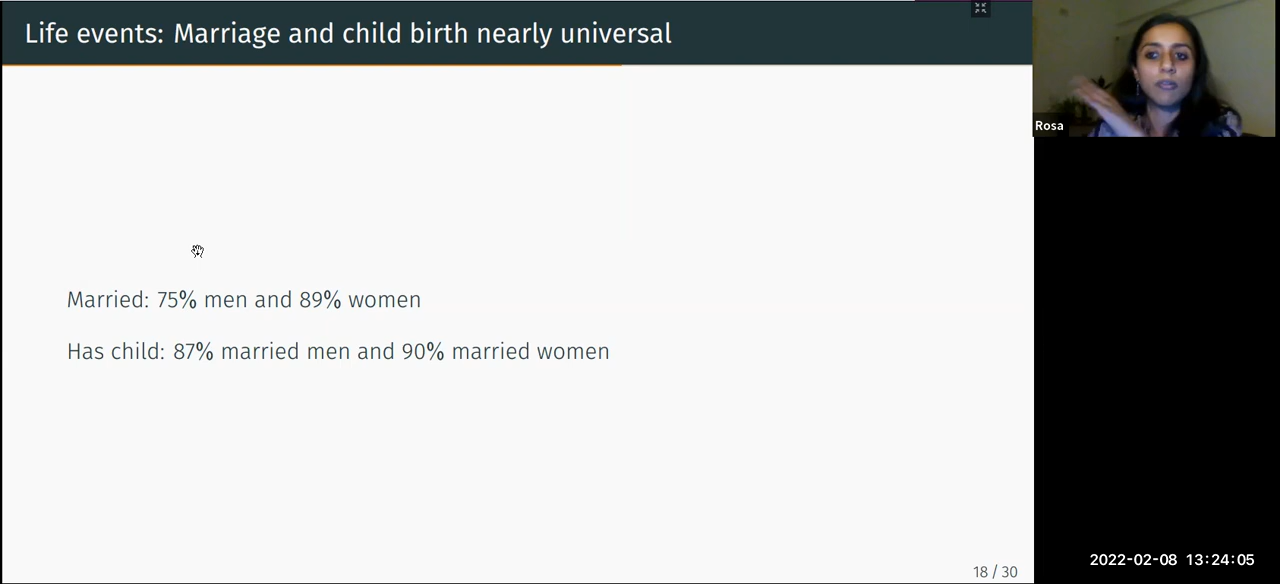 Life events: Marriage and child birth nearly universal
Rosa
Married: 75% men and 89% women
Has child: 87% married men and 90% married women
18 / 30
2022-02-08 13:24:05